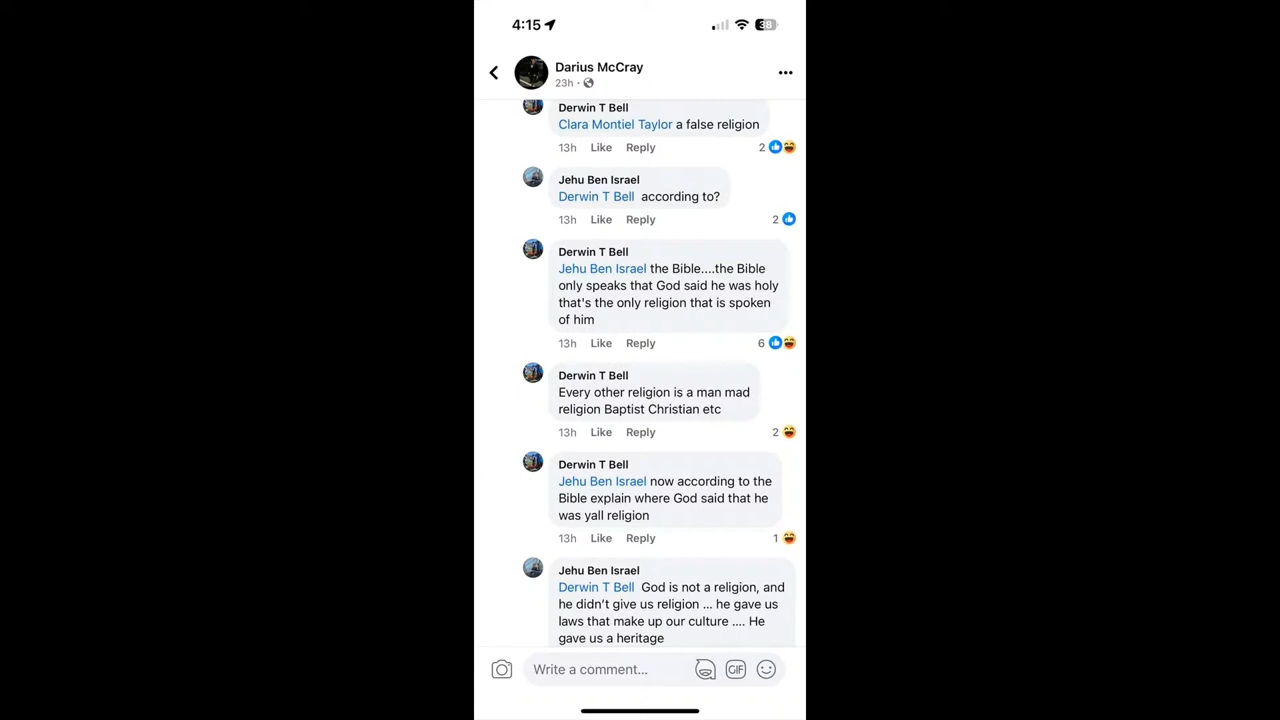 4:15
38
Darius McCray
23h ·
Derwin T Bell
Clara Montiel Taylor a false religion
13h Like Reply 2
Jehu Ben Israel
Derwin T Bell according to?
13h Like Reply 2
Derwin T Bell
Jehu Ben Israel the Bible....the Bible
only speaks that God said he was holy
that's the only religion that is spoken
of him
13h Like Reply 6
Derwin T Bell
Every other religion is a man mad
religion Baptist Christian etc
13h Like Reply 2
Derwin T Bell
Jehu Ben Israel now according to the
Bible explain where God said that he
was yall religion
13h Like Reply 1
Jehu Ben Israel
Derwin T Bell God is not a religion, and
he didn't give us religion ... he gave us
laws that make up our culture .... He
gave us a heritage
Write a comment... GIF